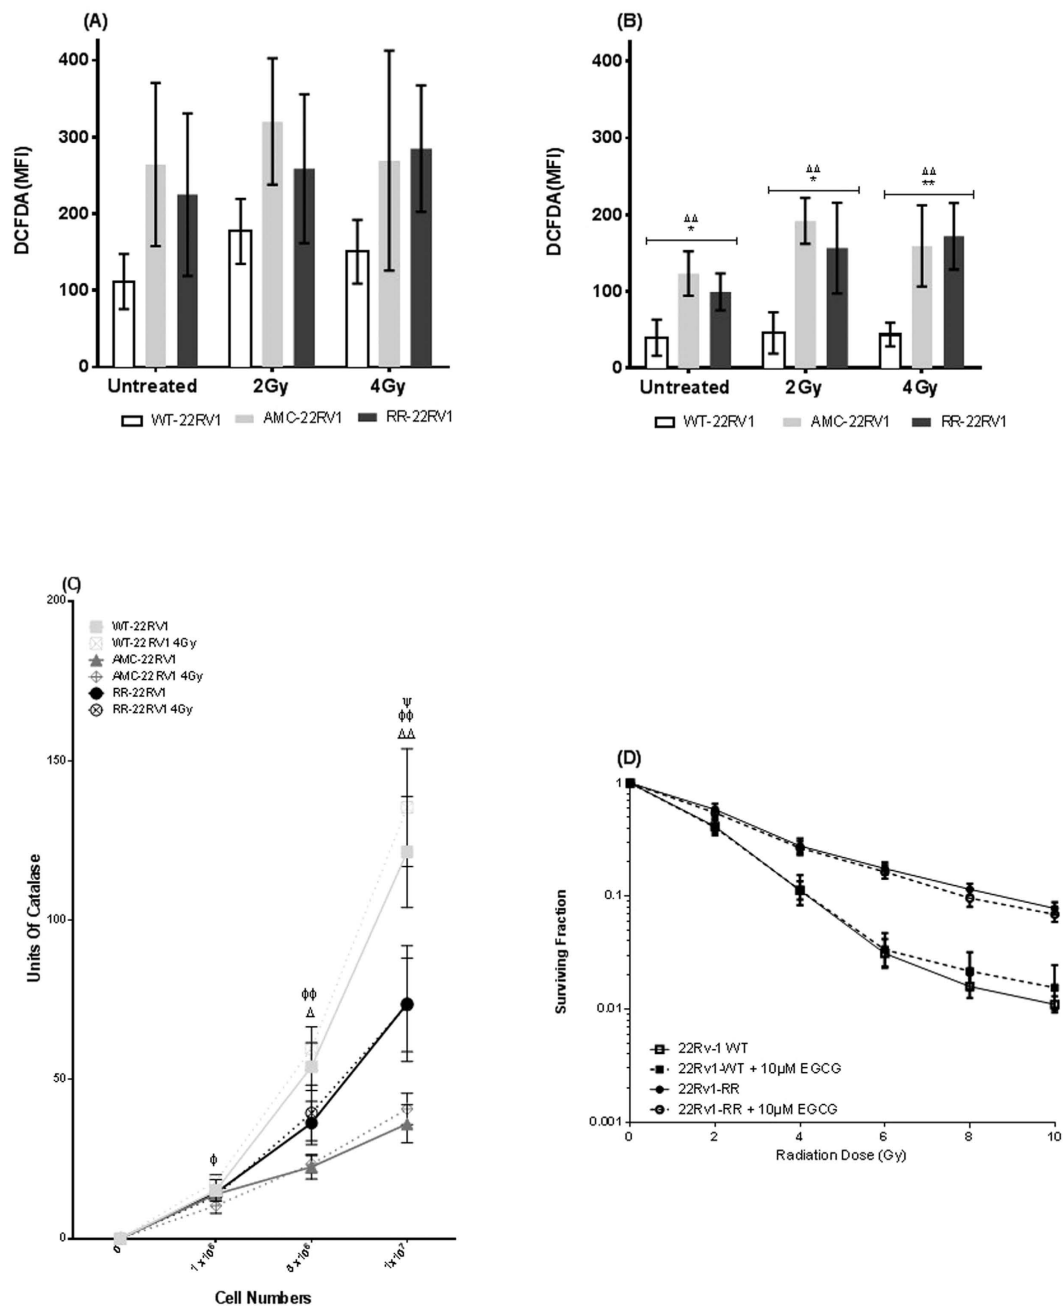 (A)
DCFDA (MFI)
400
300
200
100
0
Untreated 2Gy 4Gy
WT-22RV1 AMC-22RV1 RR-22RV1
(B)
DCFDA (MFI)
400
300
200
100
0
ΔΔ
*
ΔΔ
*
ΔΔ
**
Untreated 2Gy 4Gy
WT-22RV1 AMC-22RV1 RR-22RV1
(C)
Units Of Catalase
200
150
100
50
0
WT-22RV1
WT-22RV1 4Gy
AMC-22RV1
AMC-22RV1 4Gy
RR-22RV1
RR-22RV1 4Gy
ψ
ϕϕ
ΔΔ
ϕϕ
Δ
ϕ
0 1 x10⁶ 5 x10⁶ 1x10⁷
Cell Numbers
(D)
Surviving Fraction
1
0.1
0.01
0.001
22Rv-1 WT
22Rv1-WT + 10µM EGCG
22Rv1-RR
22Rv1-RR + 10µM EGCG
0 2 4 6 8 10
Radiation Dose (Gy)